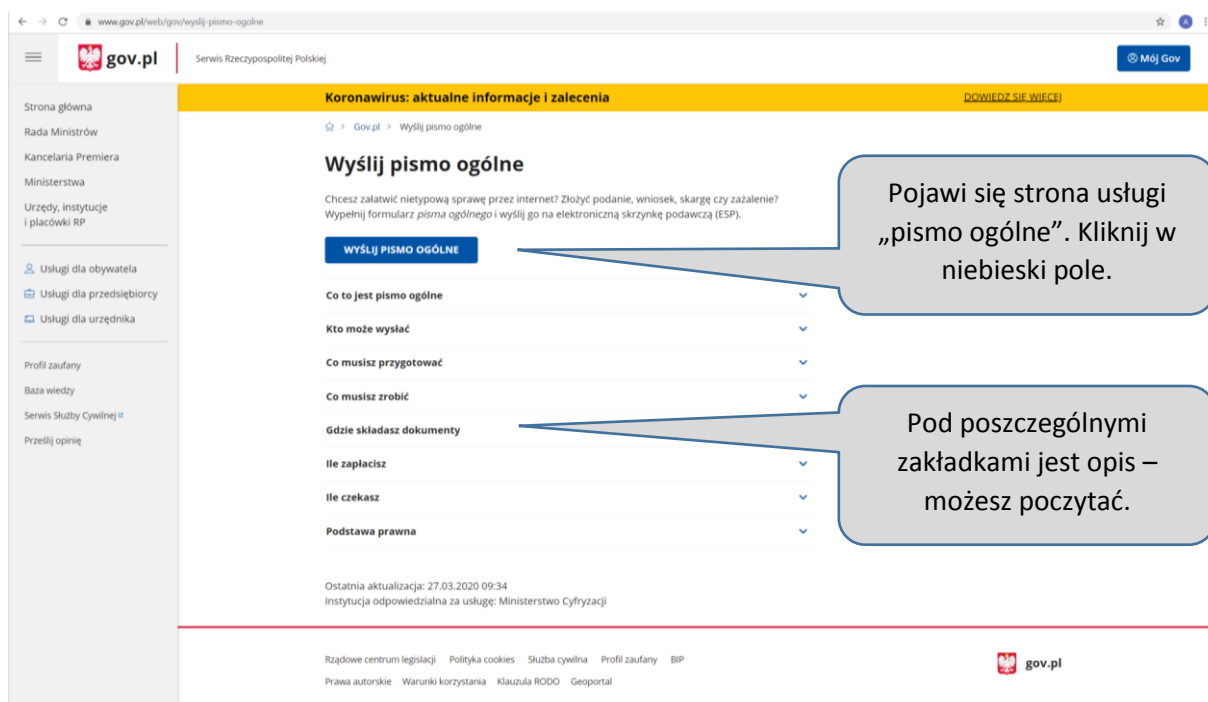 www.gov.pl/web/gov/wyslij-pismo-ogolne
A
gov.pl
Serwis Rzeczypospolitej Polskiej
Mój Gov
Strona główna
Rada Ministrów
Kancelaria Premiera
Ministerstwa
Urzędy, instytucje
i placówki RP
Usługi dla obywatela
Usługi dla przedsiębiorcy
Usługi dla urzędnika
Profil zaufany
Baza wiedzy
Serwis Służby Cywilnej
Prześlij opinię
Koronawirus: aktualne informacje i zalecenia
DOWIEDZ SIĘ WIĘCEJ
Gov.pl > Wyślij pismo ogólne
Wyślij pismo ogólne
Chcesz załatwić nietypową sprawę przez internet? Złożyć podanie, wniosek, skargę czy zażalenie?
Wypełnij formularz pisma ogólnego i wyślij go na elektroniczną skrzynkę podawczą (ESP).
WYŚLIJ PISMO OGÓLNE
Co to jest pismo ogólne
Kto może wysłać
Co musisz przygotować
Co musisz zrobić
Gdzie składasz dokumenty
Ile zapłacisz
Ile czekasz
Podstawa prawna
Pojawi się strona usługi
„pismo ogólne”. Kliknij w
niebieski pole.
Pod poszczególnymi
zakładkami jest opis –
możesz poczytać.
Ostatnia aktualizacja: 27.03.2020 09:34
Instytucja odpowiedzialna za usługę: Ministerstwo Cyfryzacji
Rządowe centrum legislacji Polityka cookies Służba cywilna Profil zaufany BIP
Prawa autorskie Warunki korzystania Klauzula RODO Geoportal
gov.pl